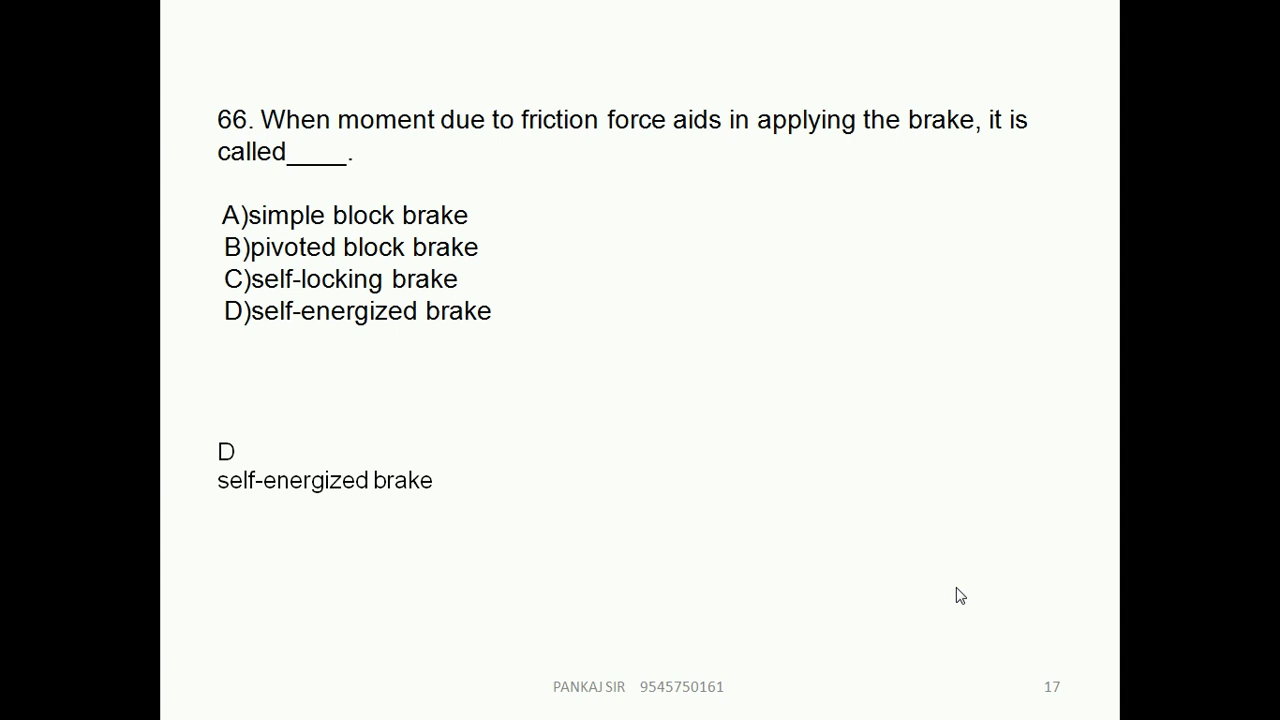 66. When moment due to friction force aids in applying the brake, it is
called____.
A)simple block brake
B)pivoted block brake
C)self-locking brake
D)self-energized brake
D
self-energized brake
PANKAJ SIR 9545750161
17